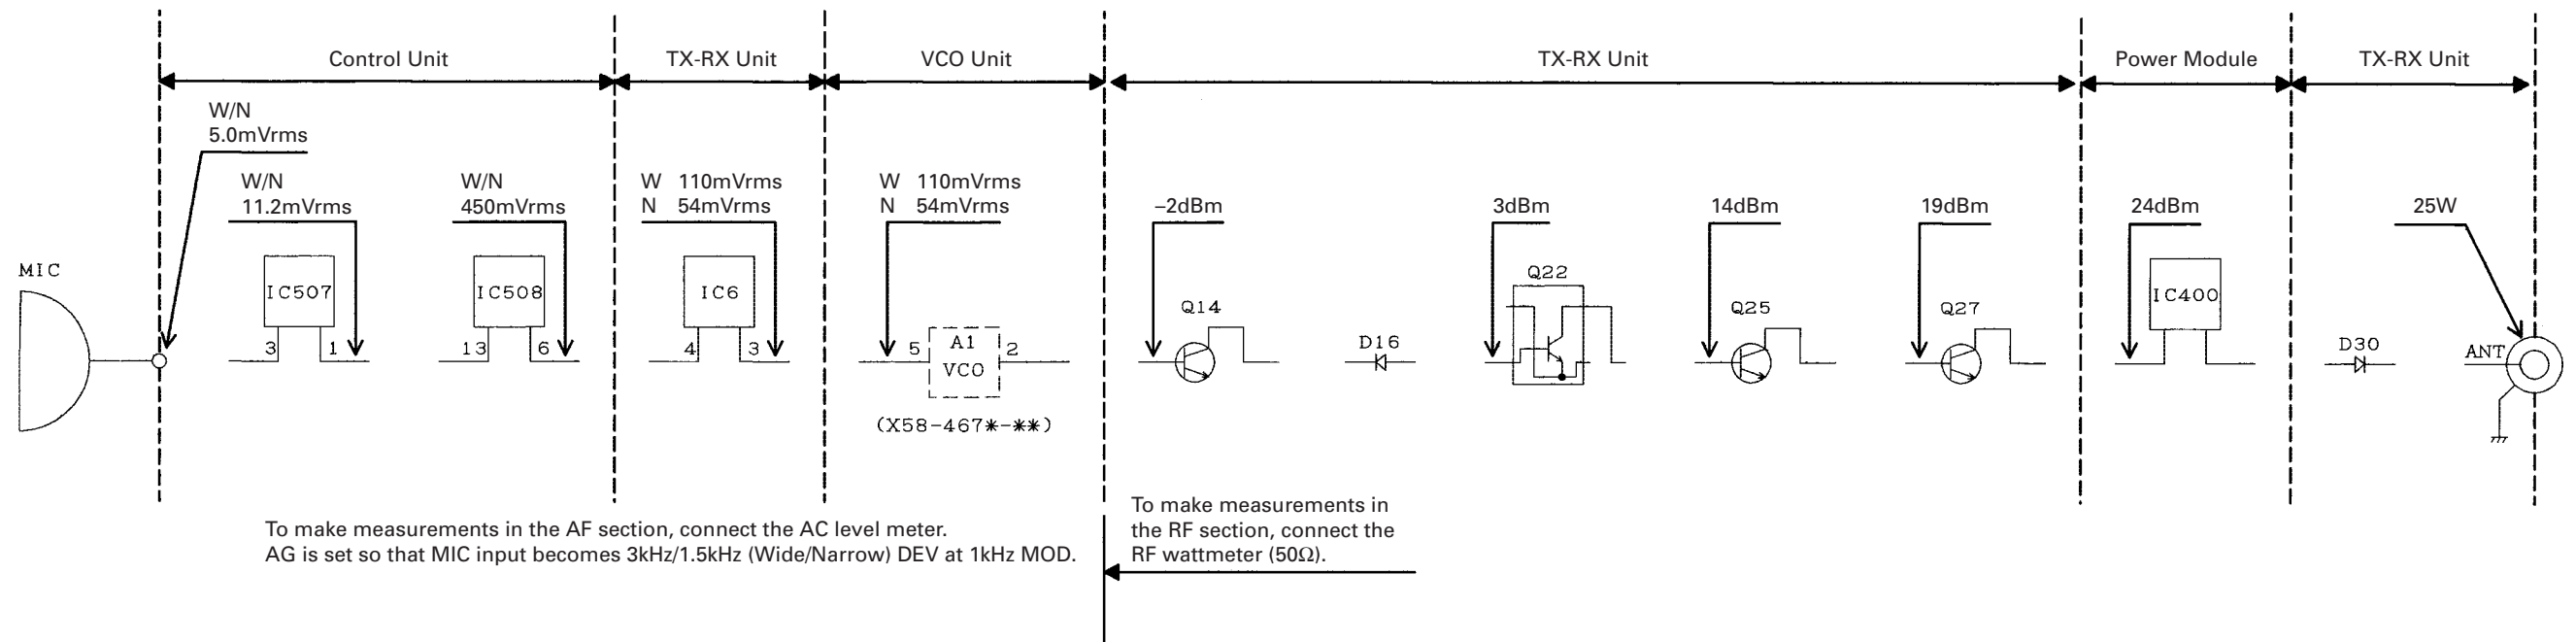 Control Unit
TX-RX Unit
VCO Unit
TX-RX Unit
Power Module
TX-RX Unit
W/N
5.0mVrms
W/N
11.2mVrms
W/N
450mVrms
W 110mVrms
N 54mVrms
W 110mVrms
N 54mVrms
–2dBm
3dBm
14dBm
19dBm
24dBm
25W
MIC
IC507
3 1
IC508
13 6
IC6
4 3
5 A1 2
VCO
(X58-467*-**)
Q14
D16
Q22
Q25
Q27
IC400
D30
ANT
To make measurements in the AF section, connect the AC level meter.
AG is set so that MIC input becomes 3kHz/1.5kHz (Wide/Narrow) DEV at 1kHz MOD.
To make measurements in
the RF section, connect the
RF wattmeter (50Ω).